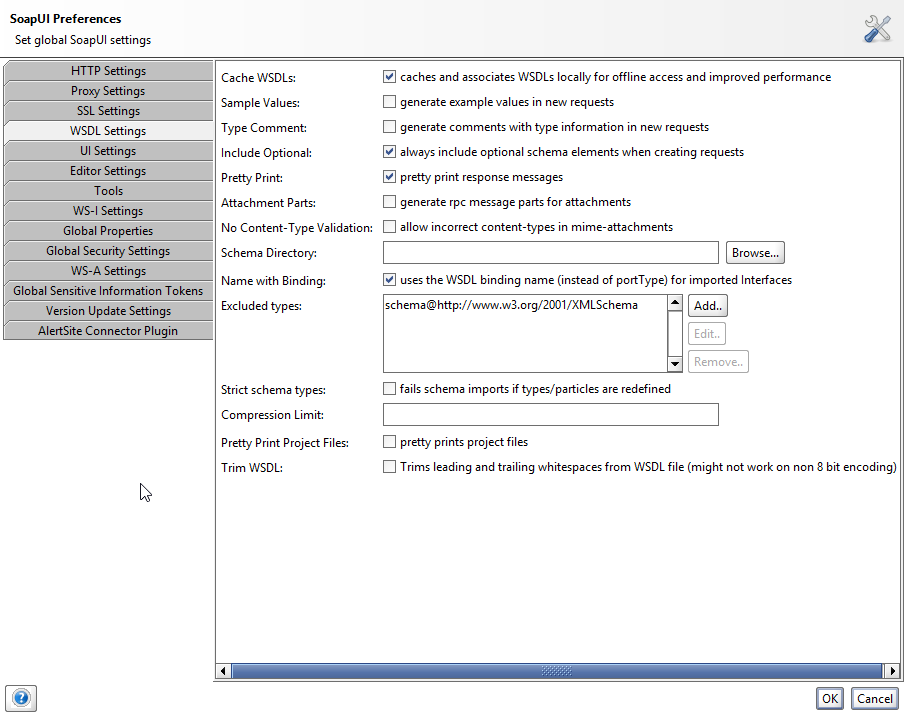 SoapUI Preferences
Set global SoapUI settings
HTTP Settings
Proxy Settings
SSL Settings
WSDL Settings
UI Settings
Editor Settings
Tools
WS-I Settings
Global Properties
Global Security Settings
WS-A Settings
Global Sensitive Information Tokens
Version Update Settings
AlertSite Connector Plugin
Cache WSDLs: caches and associates WSDLs locally for offline access and improved performance
Sample Values: generate example values in new requests
Type Comment: generate comments with type information in new requests
Include Optional: always include optional schema elements when creating requests
Pretty Print: pretty print response messages
Attachment Parts: generate rpc message parts for attachments
No Content-Type Validation: allow incorrect content-types in mime-attachments
Schema Directory: Browse...
Name with Binding: uses the WSDL binding name (instead of portType) for imported Interfaces
Excluded types: schema@http://www.w3.org/2001/XMLSchema Add..
Edit..
Remove..
Strict schema types: fails schema imports if types/particles are redefined
Compression Limit:
Pretty Print Project Files: pretty prints project files
Trim WSDL: Trims leading and trailing whitespaces from WSDL file (might not work on non 8 bit encoding)
? OK Cancel